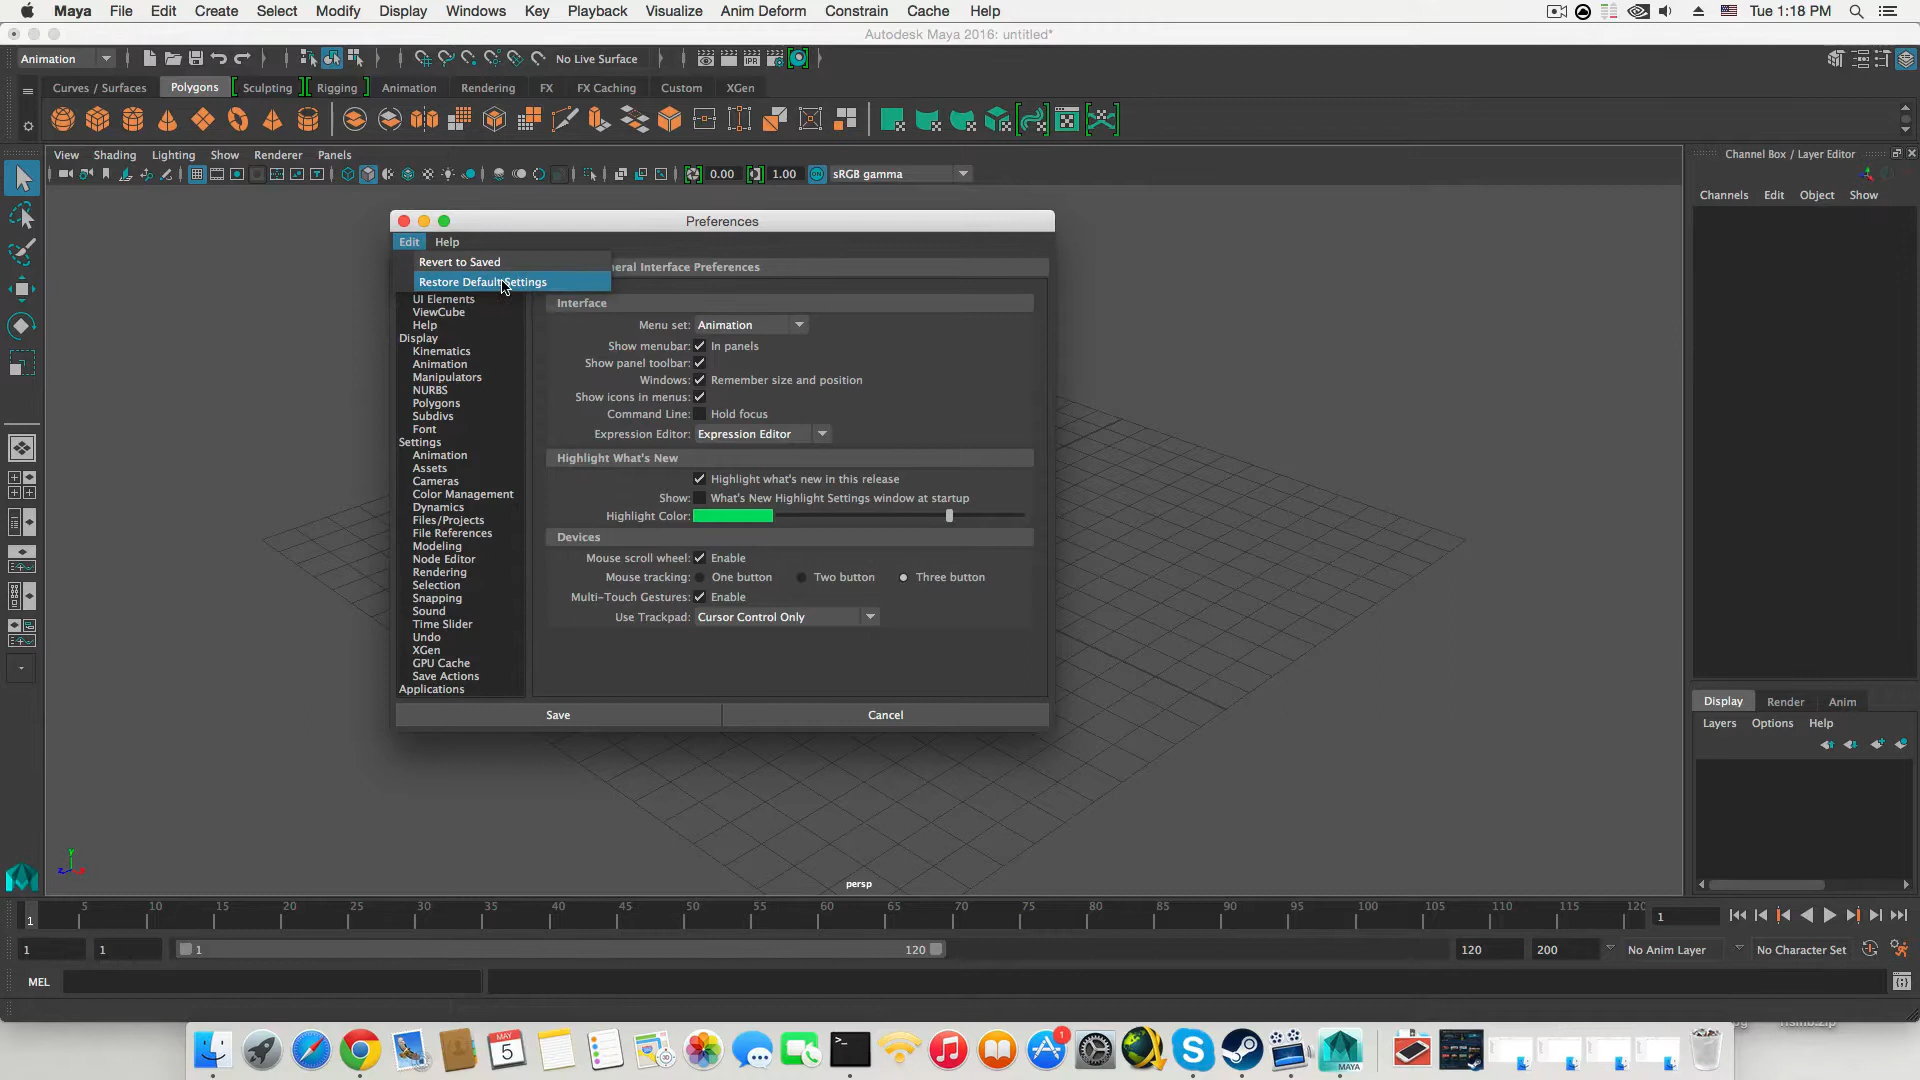 Maya File Edit Create Select Modify Display Windows Key Playback Visualize Anim Deform Constrain Cache Help Tue 1:18 PM
Autodesk Maya 2016: untitled*
Animation No Live Surface
Curves / Surfaces Polygons Sculpting Rigging Animation Rendering FX FX Caching Custom XGen
View Shading Lighting Show Renderer Panels
0.00 1.00 sRGB gamma
Channel Box / Layer Editor
Channels Edit Object Show
Preferences
Edit Help
Revert to Saved
Restore Default Settings
neral Interface Preferences
UI Elements
ViewCube
Help
Display
Kinematics
Animation
Manipulators
NURBS
Polygons
Subdivs
Font
Settings
Animation
Assets
Cameras
Color Management
Dynamics
Files/Projects
File References
Modeling
Node Editor
Rendering
Selection
Snapping
Sound
Time Slider
Undo
XGen
GPU Cache
Save Actions
Applications
Interface
Menu set: Animation
Show menubar: In panels
Show panel toolbar:
Windows: Remember size and position
Show icons in menus:
Command Line: Hold focus
Expression Editor: Expression Editor
Highlight What's New
Highlight what's new in this release
Show: What's New Highlight Settings window at startup
Highlight Color:
Devices
Mouse scroll wheel: Enable
Mouse tracking: One button Two button Three button
Multi-Touch Gestures: Enable
Use Trackpad: Cursor Control Only
Save Cancel
Display Render Anim
Layers Options Help
persp
1 5 10 15 20 25 30 35 40 45 50 55 60 65 70 75 80 85 90 95 100 105 110 115 120 1
1 1 1 120 120 200 No Anim Layer No Character Set
MEL
MAY
5
1
MAYA